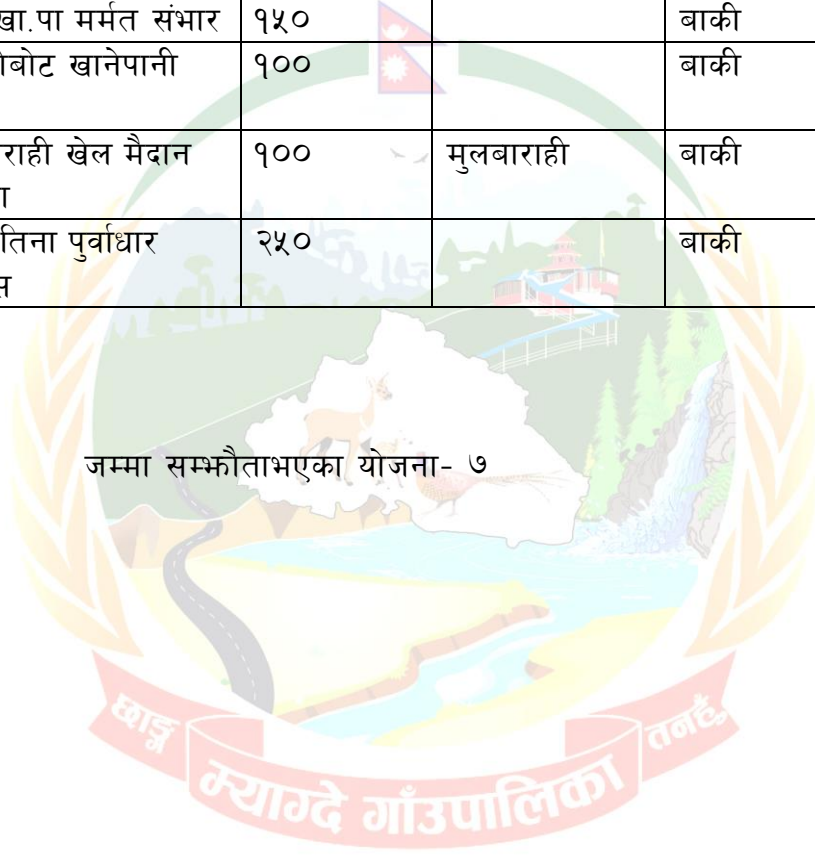 खा.पा मर्मत संभार १५० बाकी
बोट खानेपानी १०० बाकी
राही खेल मैदान १०० मुलबाराही बाकी
तिना पुर्वाधार २५० बाकी
जम्मा सम्झौताभएका योजना- ७
छाङ्ग तनहुँ
म्याग्दे गाँउपालिका